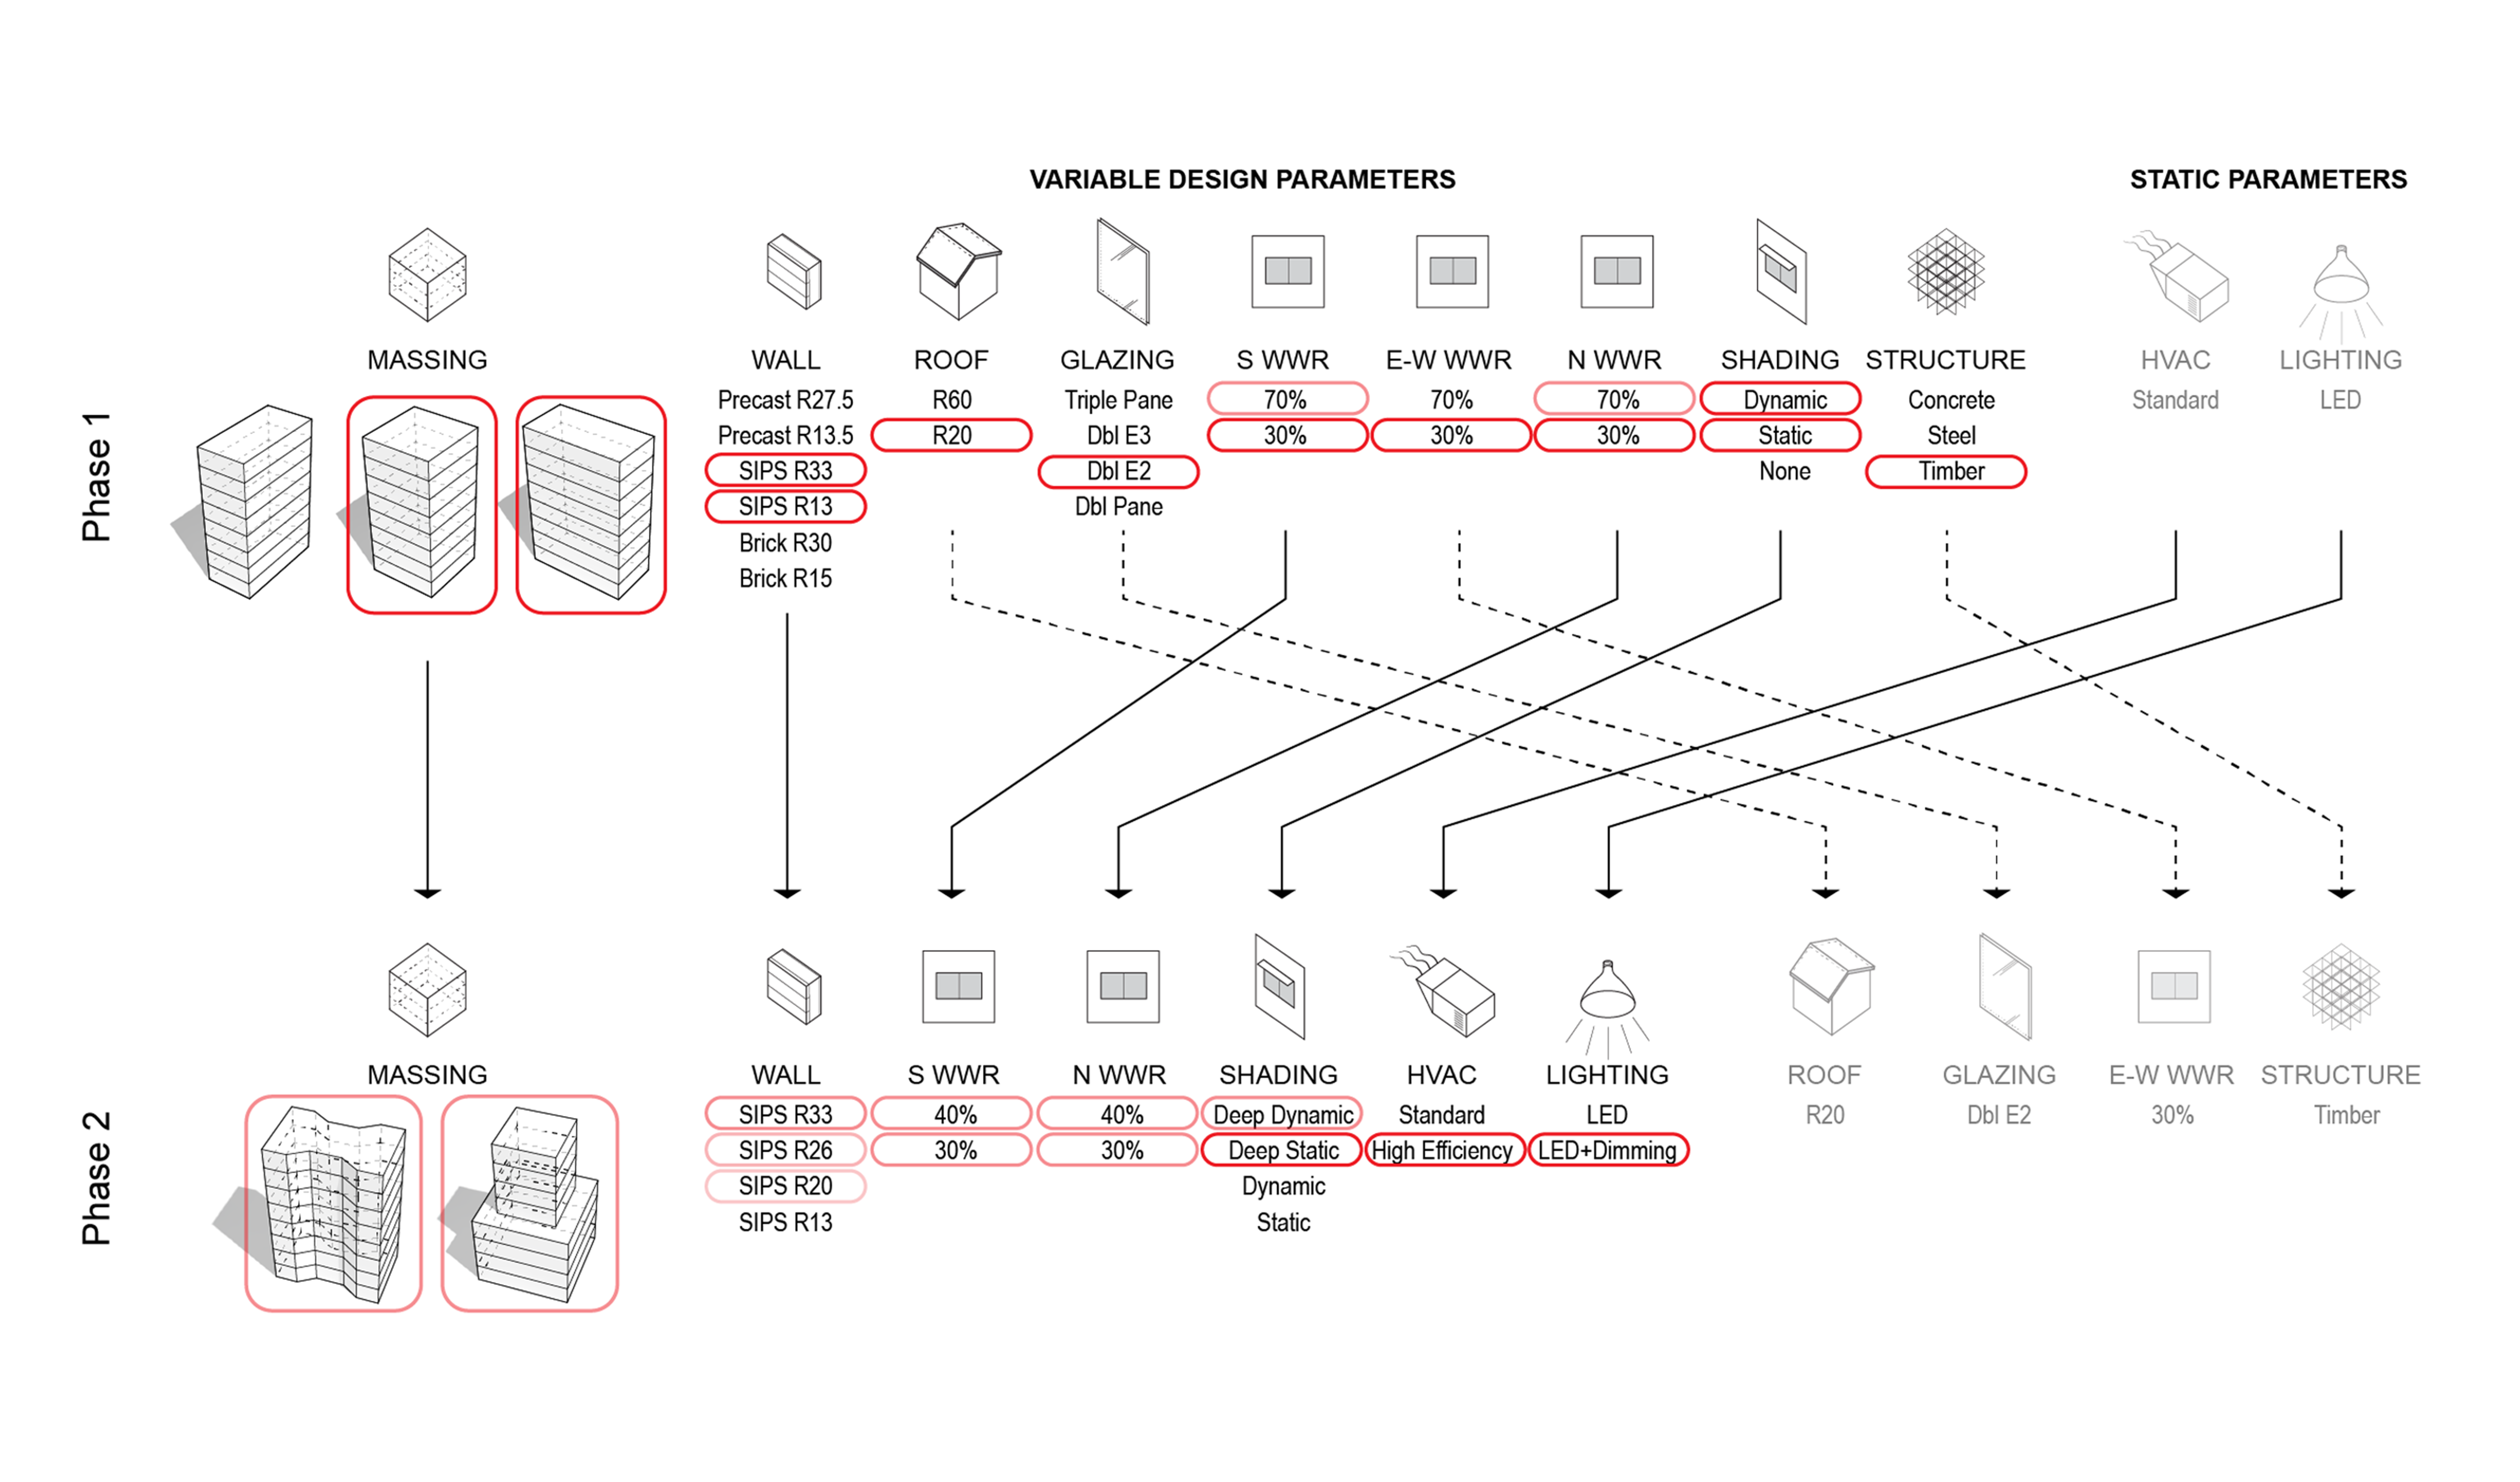 VARIABLE DESIGN PARAMETERS STATIC PARAMETERS
MASSING WALL ROOF GLAZING S WWR E-W WWR N WWR SHADING STRUCTURE HVAC LIGHTING
Phase 1
Precast R27.5 R60 Triple Pane 70% 70% 70% Dynamic Concrete Standard LED
Precast R13.5 R20 Dbl E3 30% 30% 30% Static Steel
SIPS R33 Dbl E2 None Timber
SIPS R13 Dbl Pane
Brick R30
Brick R15
MASSING WALL S WWR N WWR SHADING HVAC LIGHTING ROOF GLAZING E-W WWR STRUCTURE
Phase 2
SIPS R33 40% 40% Deep Dynamic Standard LED R20 Dbl E2 30% Timber
SIPS R26 30% 30% Deep Static High Efficiency LED+Dimming
SIPS R20 Dynamic
SIPS R13 Static